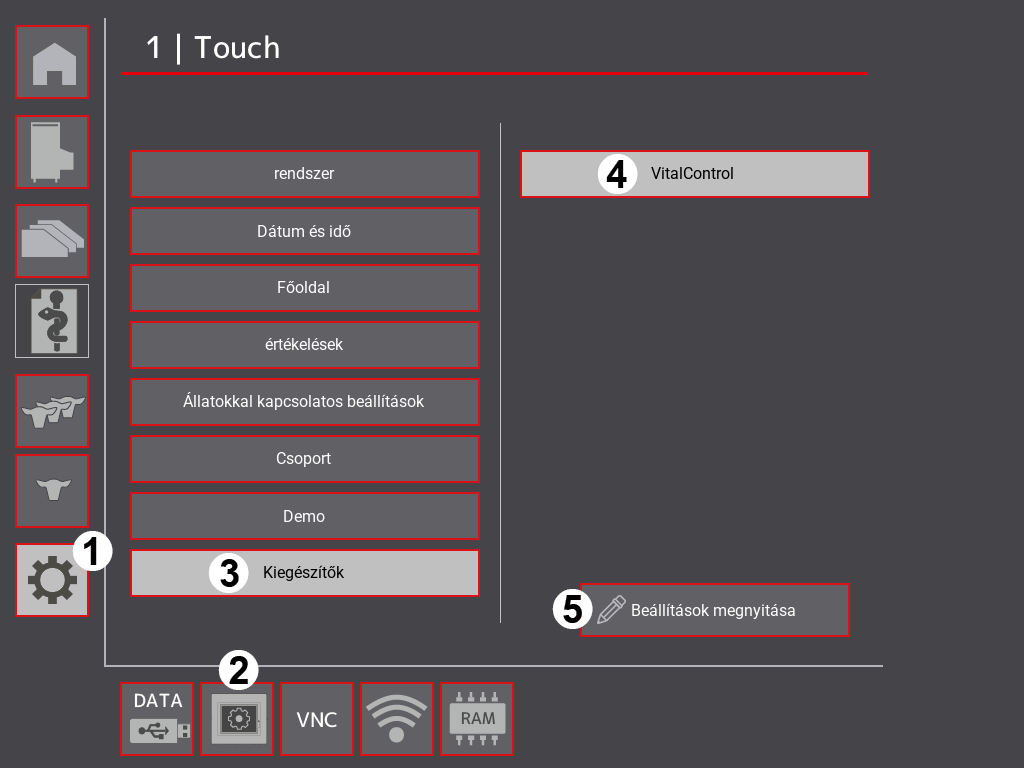 1 | Touch
rendszer
Dátum és idő
Főoldal
értékelések
Állatokkal kapcsolatos beállítások
Csoport
Demo
3 Kiegészítők
4 VitalControl
5 Beállítások megnyitása
1
2
DATA
VNC
RAM